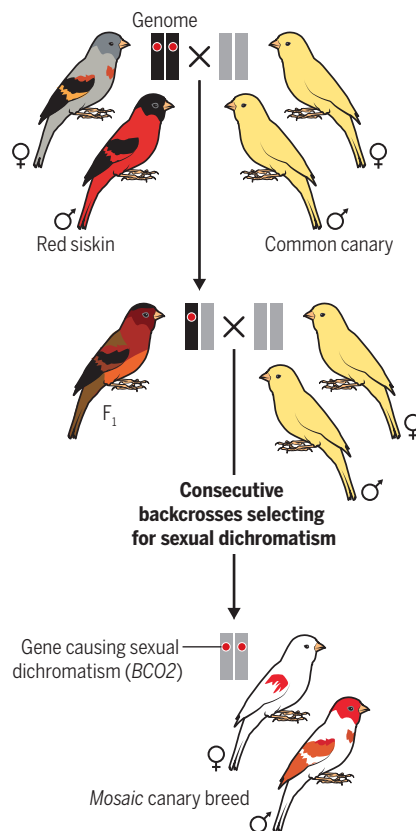 Genome
♀
♂
Red siskin
♀
♂
Common canary
F1
♀
♂
Consecutive
backcrosses selecting
for sexual dichromatism
Gene causing sexual
dichromatism (BCO2)
♀
♂
Mosaic canary breed